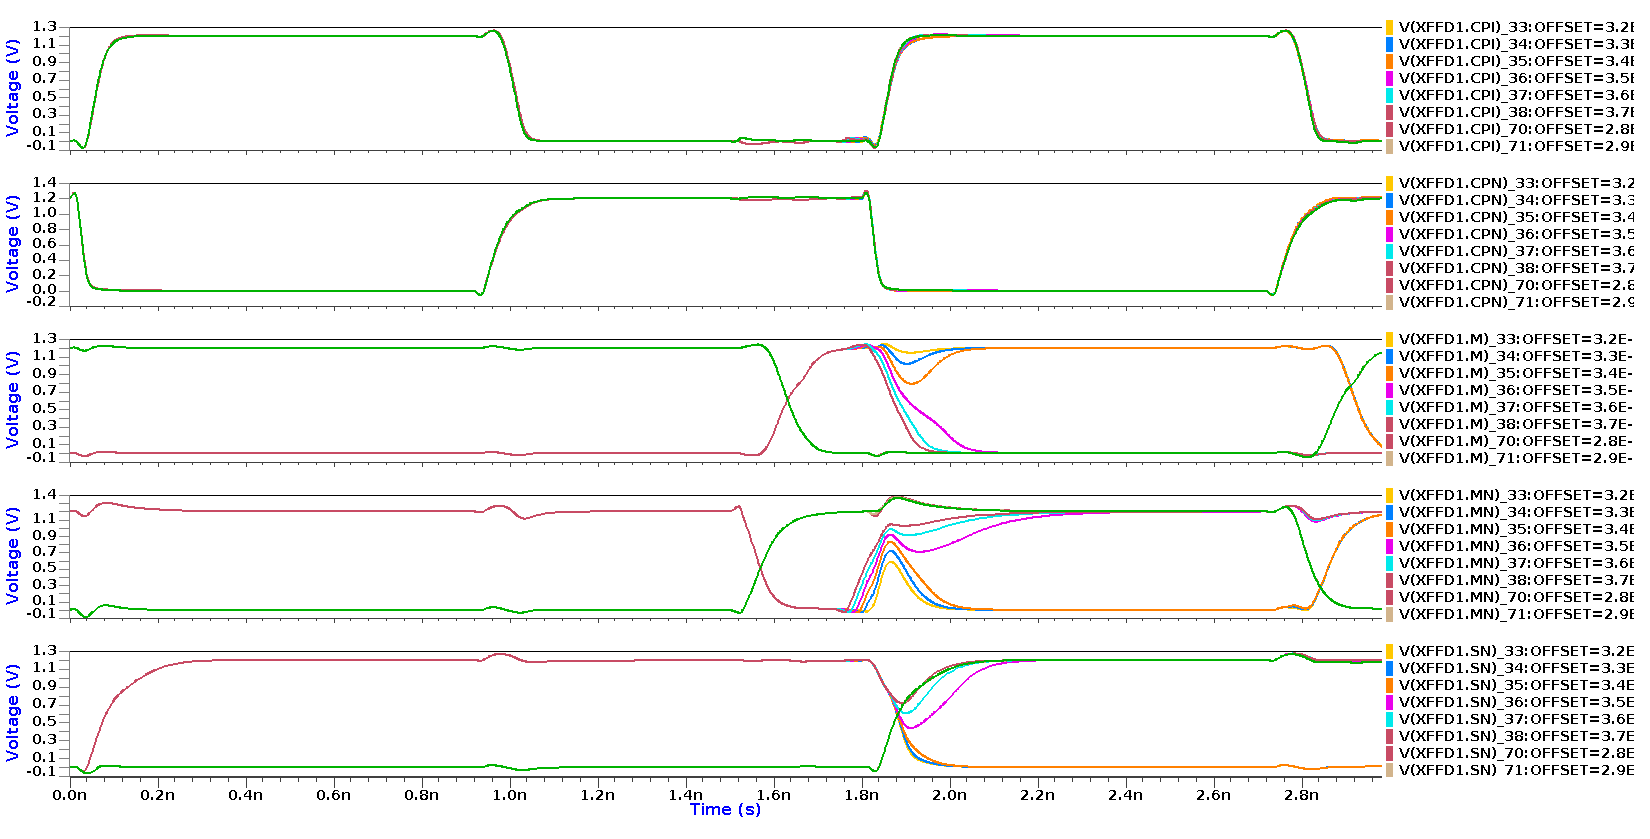 1.3
1.1
0.9
0.7
0.5
0.3
0.1
-0.1
Voltage (V)
V(XFFD1.CPI)_33:OFFSET=3.2E
V(XFFD1.CPI)_34:OFFSET=3.3E
V(XFFD1.CPI)_35:OFFSET=3.4E
V(XFFD1.CPI)_36:OFFSET=3.5E
V(XFFD1.CPI)_37:OFFSET=3.6E
V(XFFD1.CPI)_38:OFFSET=3.7E
V(XFFD1.CPI)_70:OFFSET=2.8E
V(XFFD1.CPI)_71:OFFSET=2.9E
1.4
1.2
1.0
0.8
0.6
0.4
0.2
0.0
-0.2
Voltage (V)
V(XFFD1.CPN)_33:OFFSET=3.2
V(XFFD1.CPN)_34:OFFSET=3.3
V(XFFD1.CPN)_35:OFFSET=3.4
V(XFFD1.CPN)_36:OFFSET=3.5
V(XFFD1.CPN)_37:OFFSET=3.6
V(XFFD1.CPN)_38:OFFSET=3.7
V(XFFD1.CPN)_70:OFFSET=2.8
V(XFFD1.CPN)_71:OFFSET=2.9
1.3
1.1
0.9
0.7
0.5
0.3
0.1
-0.1
Voltage (V)
V(XFFD1.M)_33:OFFSET=3.2E-
V(XFFD1.M)_34:OFFSET=3.3E-
V(XFFD1.M)_35:OFFSET=3.4E-
V(XFFD1.M)_36:OFFSET=3.5E-
V(XFFD1.M)_37:OFFSET=3.6E-
V(XFFD1.M)_38:OFFSET=3.7E-
V(XFFD1.M)_70:OFFSET=2.8E-
V(XFFD1.M)_71:OFFSET=2.9E-
1.4
1.1
0.9
0.7
0.5
0.3
0.1
-0.1
Voltage (V)
V(XFFD1.MN)_33:OFFSET=3.2E
V(XFFD1.MN)_34:OFFSET=3.3E
V(XFFD1.MN)_35:OFFSET=3.4E
V(XFFD1.MN)_36:OFFSET=3.5E
V(XFFD1.MN)_37:OFFSET=3.6E
V(XFFD1.MN)_38:OFFSET=3.7E
V(XFFD1.MN)_70:OFFSET=2.8E
V(XFFD1.MN)_71:OFFSET=2.9E
1.3
1.1
0.9
0.7
0.5
0.3
0.1
-0.1
Voltage (V)
V(XFFD1.SN)_33:OFFSET=3.2E
V(XFFD1.SN)_34:OFFSET=3.3E
V(XFFD1.SN)_35:OFFSET=3.4E
V(XFFD1.SN)_36:OFFSET=3.5E
V(XFFD1.SN)_37:OFFSET=3.6E
V(XFFD1.SN)_38:OFFSET=3.7E
V(XFFD1.SN)_70:OFFSET=2.8E
V(XFFD1.SN) 71:OFFSET=2.9E
0.0n 0.2n 0.4n 0.6n 0.8n 1.0n 1.2n 1.4n 1.6n 1.8n 2.0n 2.2n 2.4n 2.6n 2.8n
Time (s)